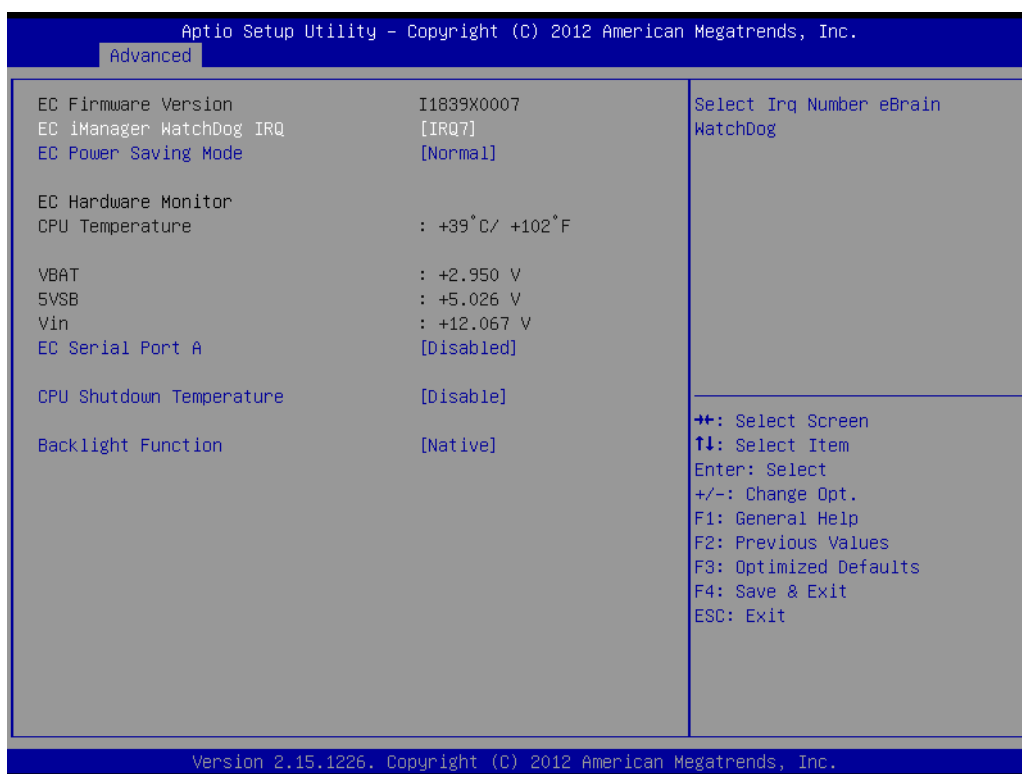 Aptio Setup Utility – Copyright (C) 2012 American Megatrends, Inc.
Advanced
EC Firmware Version I1839X0007
EC iManager WatchDog IRQ [IRQ7]
EC Power Saving Mode [Normal]
EC Hardware Monitor
CPU Temperature : +39°C/ +102°F
VBAT : +2.950 V
5VSB : +5.026 V
Vin : +12.067 V
EC Serial Port A [Disabled]
CPU Shutdown Temperature [Disable]
Backlight Function [Native]
Select Irq Number eBrain
WatchDog
→←: Select Screen
↑↓: Select Item
Enter: Select
+/-: Change Opt.
F1: General Help
F2: Previous Values
F3: Optimized Defaults
F4: Save & Exit
ESC: Exit
Version 2.15.1226. Copyright (C) 2012 American Megatrends, Inc.